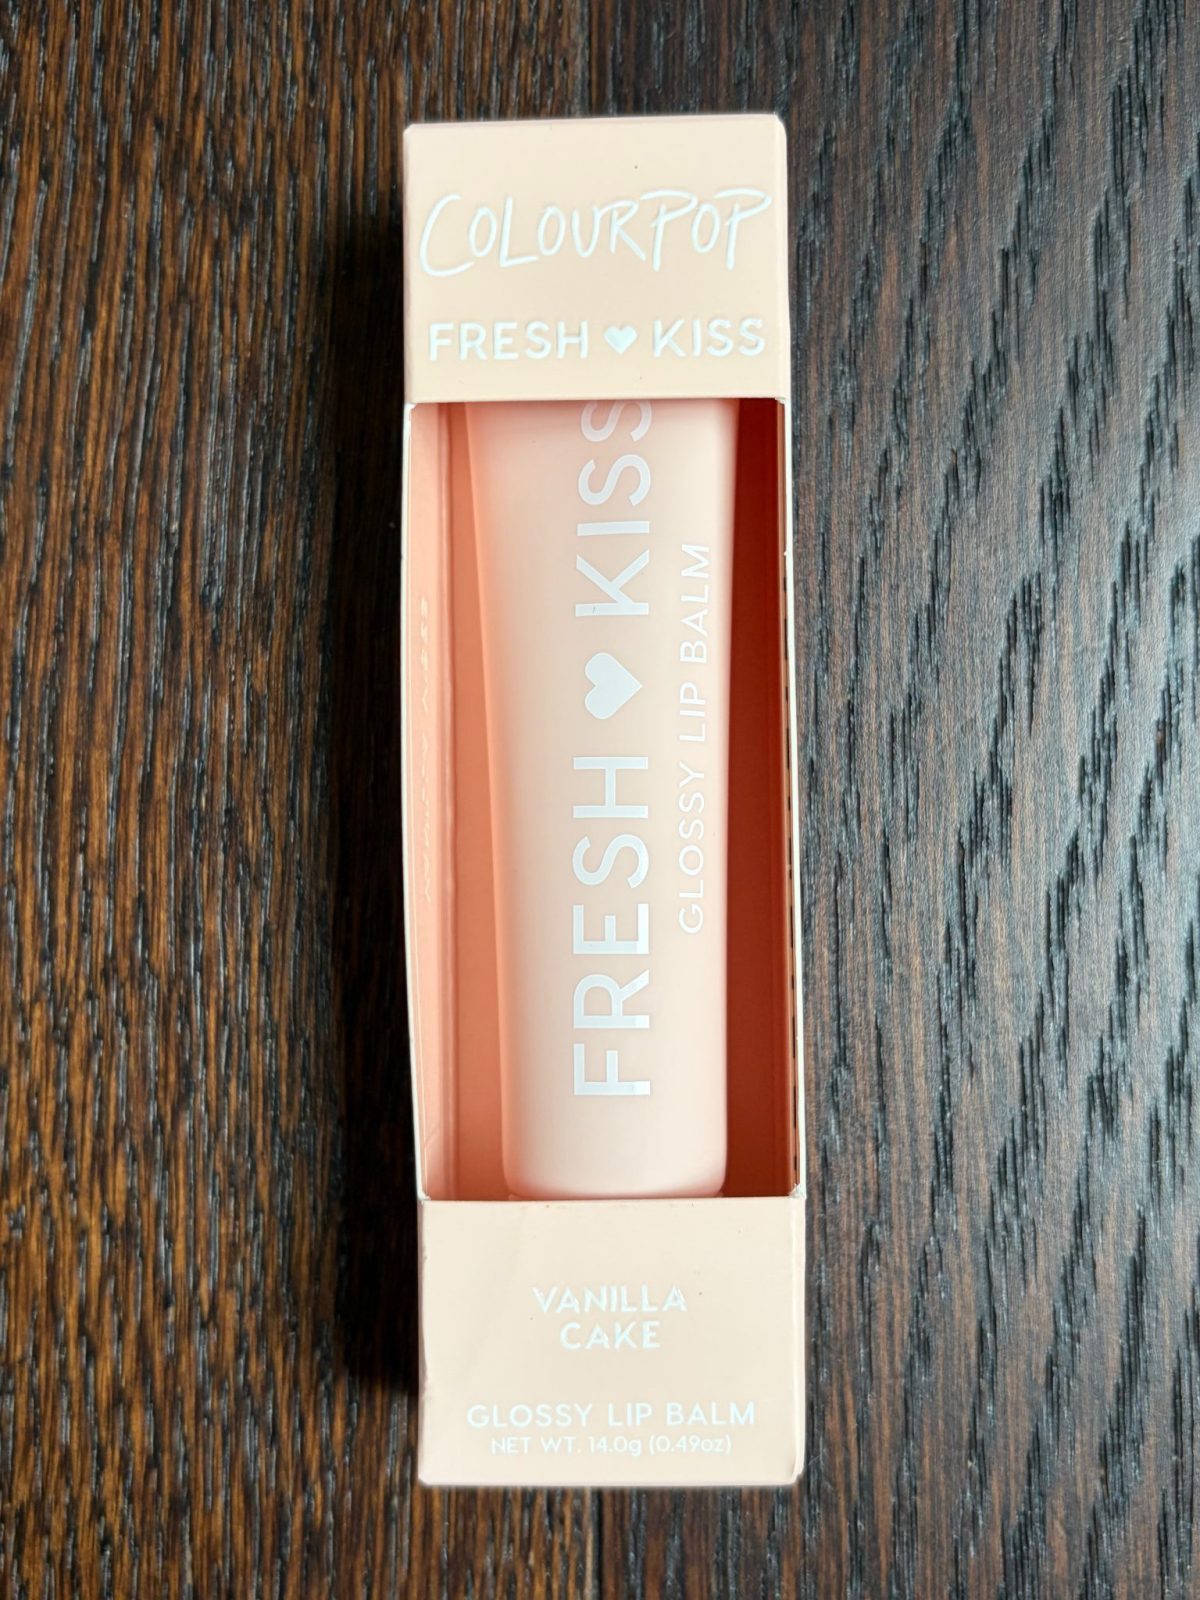 COLOURPOP
FRESH ♥ KISS
FRESH ♥ KISS
GLOSSY LIP BALM
VANILLA
CAKE
GLOSSY LIP BALM
NET WT. 14.0g (0.49oz)